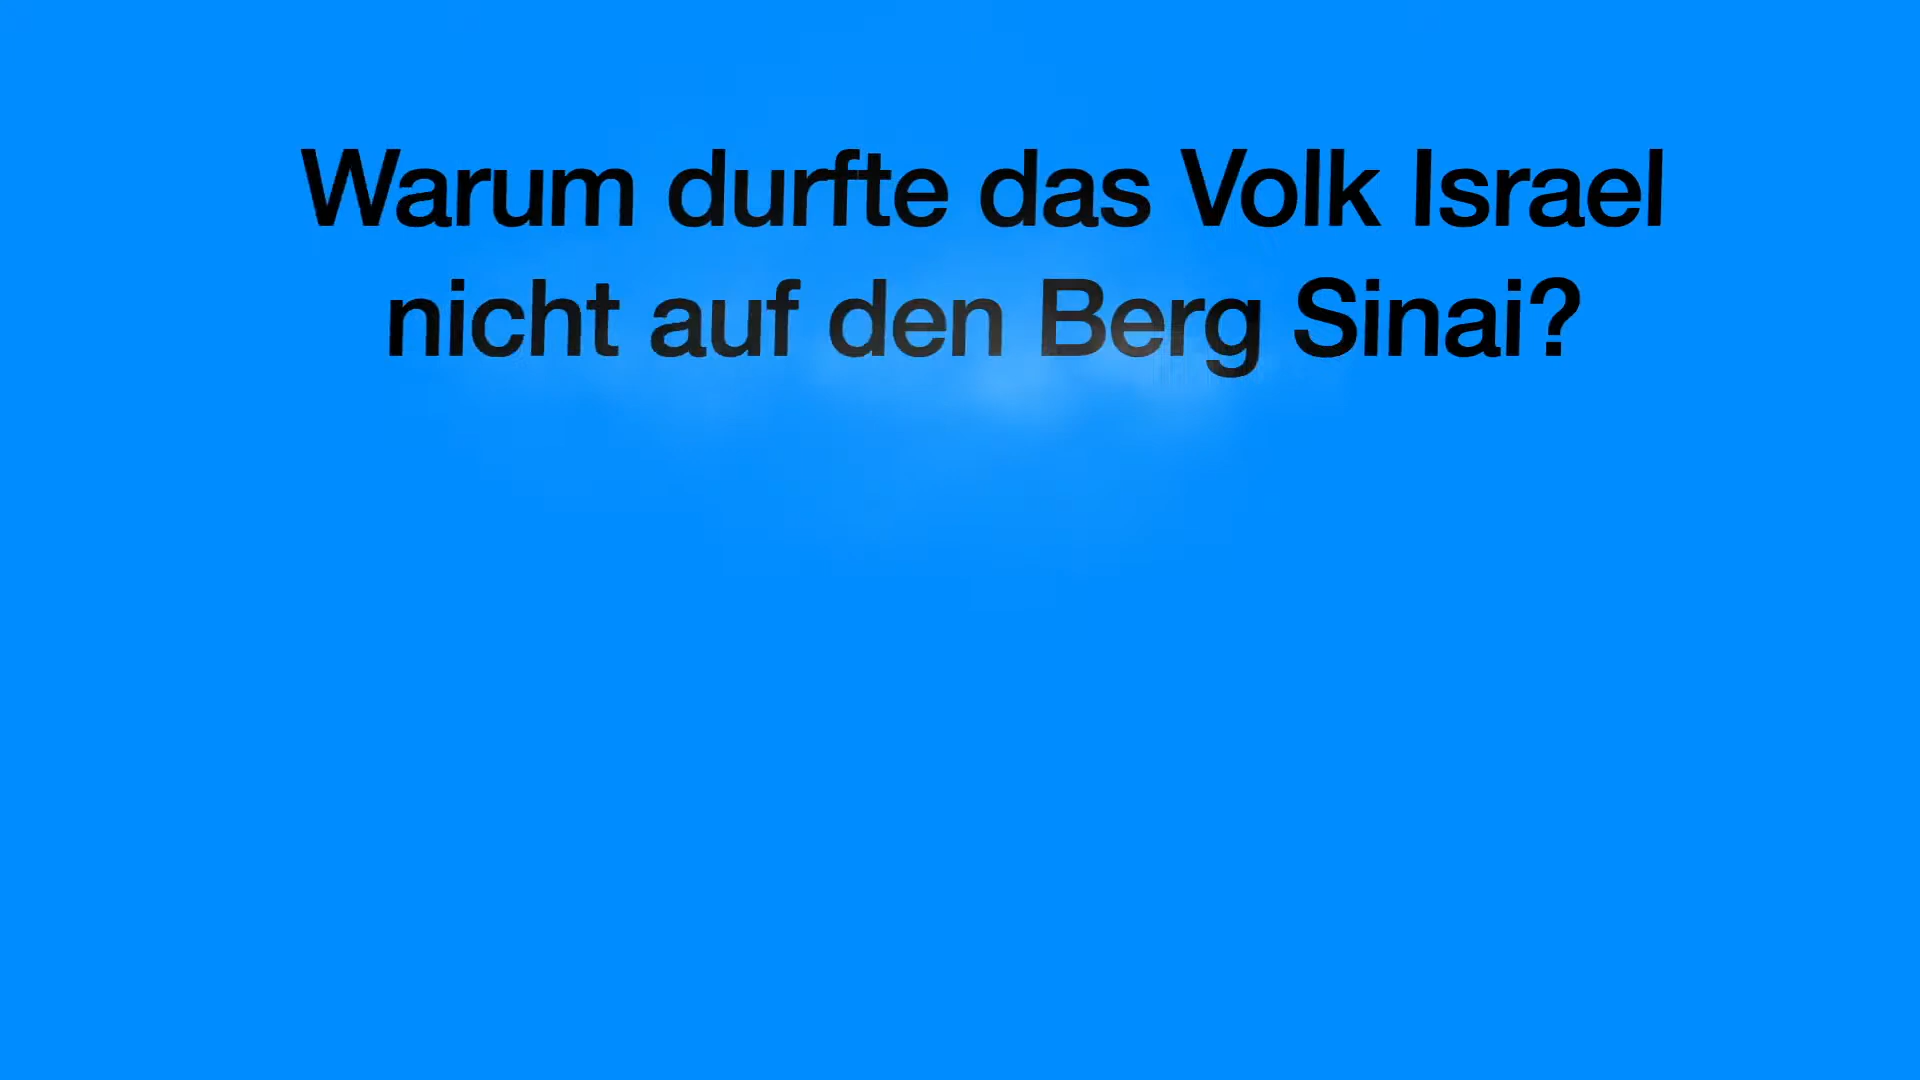 Warum durfte das Volk Israel
nicht auf den Berg Sinai?